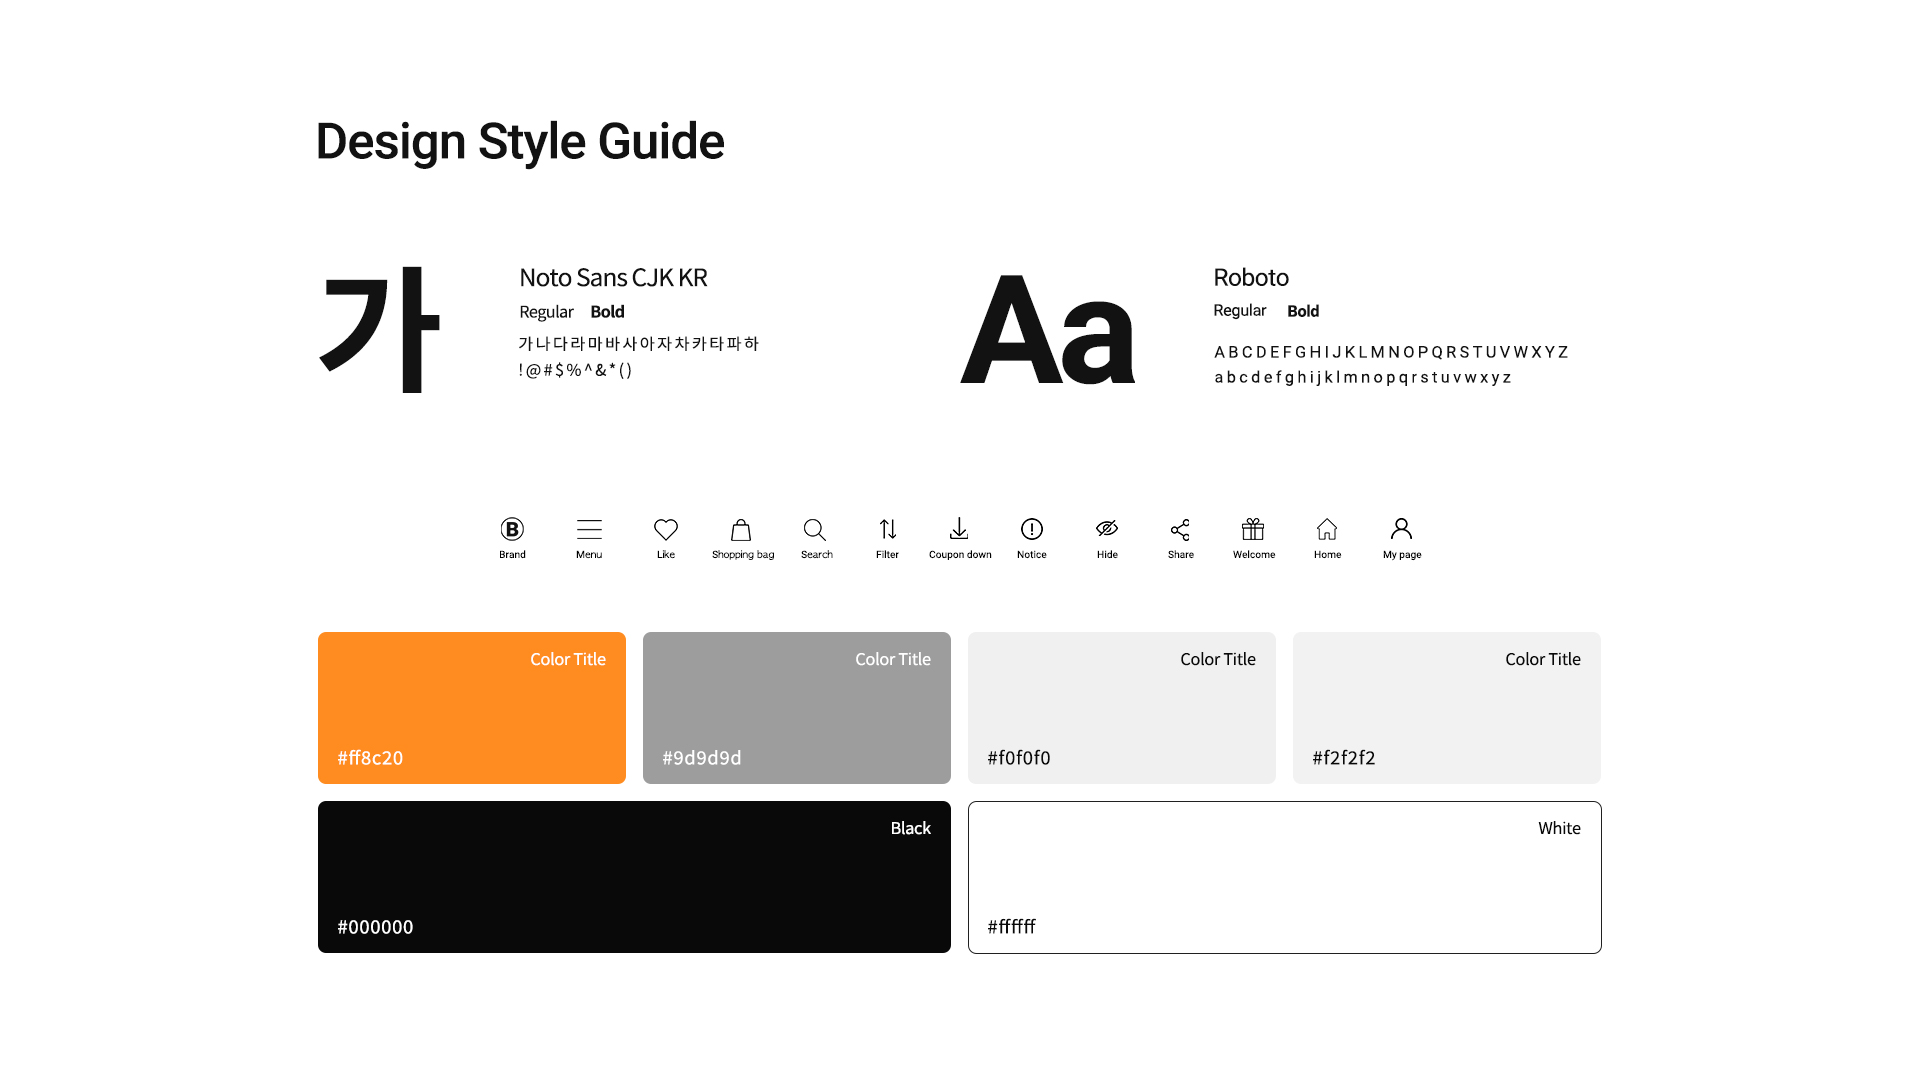 Design Style Guide
가
Noto Sans CJK KR
Regular Bold
가나다라마바사아자차카타파하
!@#$%^&*()
Aa
Roboto
Regular Bold
ABCDEFGHIJKLMNOPQRSTUVWXYZ
abcdefghijklmnopqrstuvwxyz
B
Brand Menu Like Shopping bag Search Filter Coupon down Notice Hide Share Welcome Home My page
Color Title
#ff8c20
Color Title
#9d9d9d
Color Title
#f0f0f0
Color Title
#f2f2f2
Black
#000000
White
#ffffff